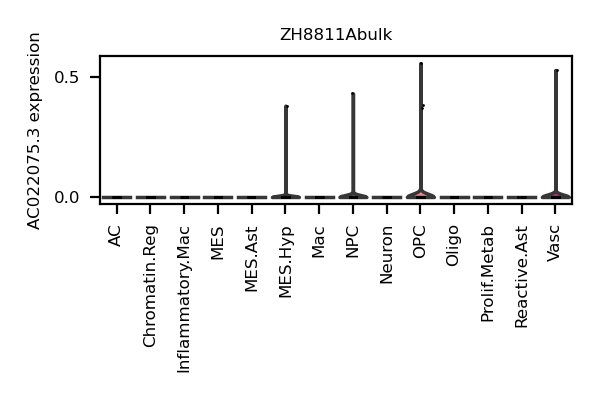 ZH8811Abulk
AC022075.3 expression
0.5
0.0
AC
Chromatin.Reg
Inflammatory.Mac
MES
MES.Ast
MES.Hyp
Mac
NPC
Neuron
OPC
Oligo
Prolif.Metab
Reactive.Ast
Vasc